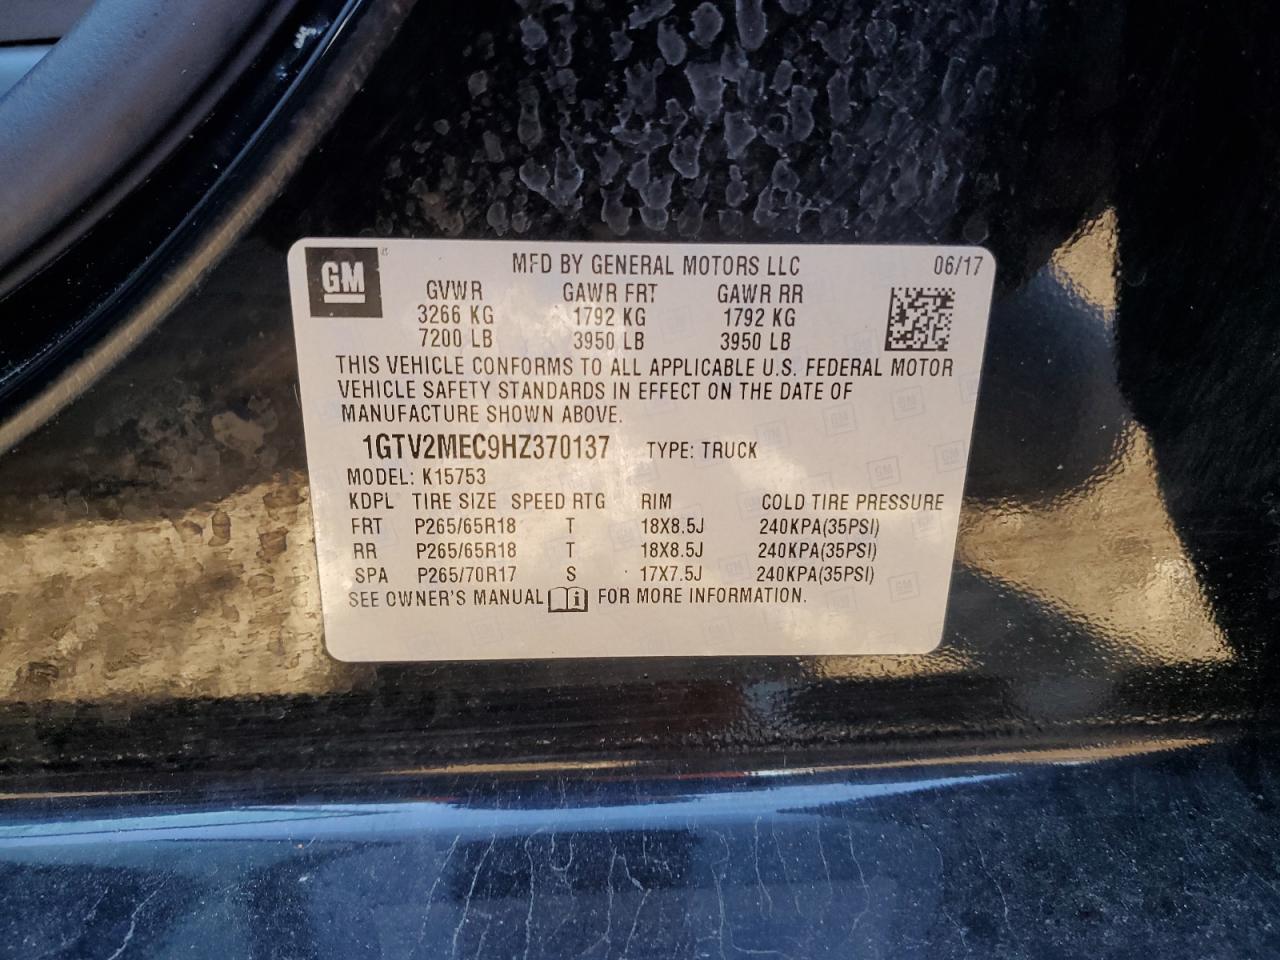 GM
MFD BY GENERAL MOTORS LLC 06/17
GVWR GAWR FRT GAWR RR
3266 KG 1792 KG 1792 KG
7200 LB 3950 LB 3950 LB
THIS VEHICLE CONFORMS TO ALL APPLICABLE U.S. FEDERAL MOTOR
VEHICLE SAFETY STANDARDS IN EFFECT ON THE DATE OF
MANUFACTURE SHOWN ABOVE.
1GTV2MEC9HZ370137 TYPE: TRUCK
MODEL: K15753
KDPL TIRE SIZE SPEED RTG RIM COLD TIRE PRESSURE
FRT P265/65R18 T 18X8.5J 240KPA(35PSI)
RR P265/65R18 T 18X8.5J 240KPA(35PSI)
SPA P265/70R17 S 17X7.5J 240KPA(35PSI)
SEE OWNER'S MANUAL FOR MORE INFORMATION.